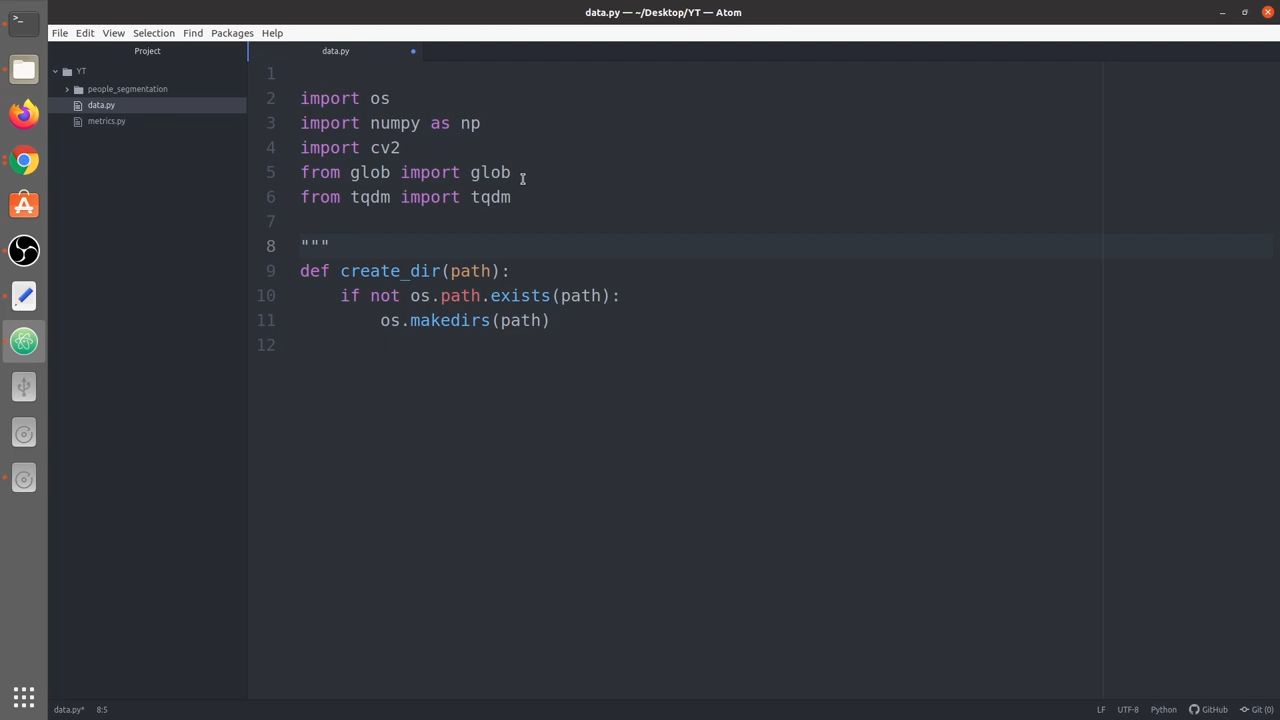 data.py — ~/Desktop/YT — Atom
File Edit View Selection Find Packages Help
Project
data.py
YT
people_segmentation
data.py
metrics.py
1
2 import os
3 import numpy as np
4 import cv2
5 from glob import glob
6 from tqdm import tqdm
7
8 """
9 def create_dir(path):
10     if not os.path.exists(path):
11         os.makedirs(path)
12
data.py* 8:5 LF UTF-8 Python GitHub Git (0)